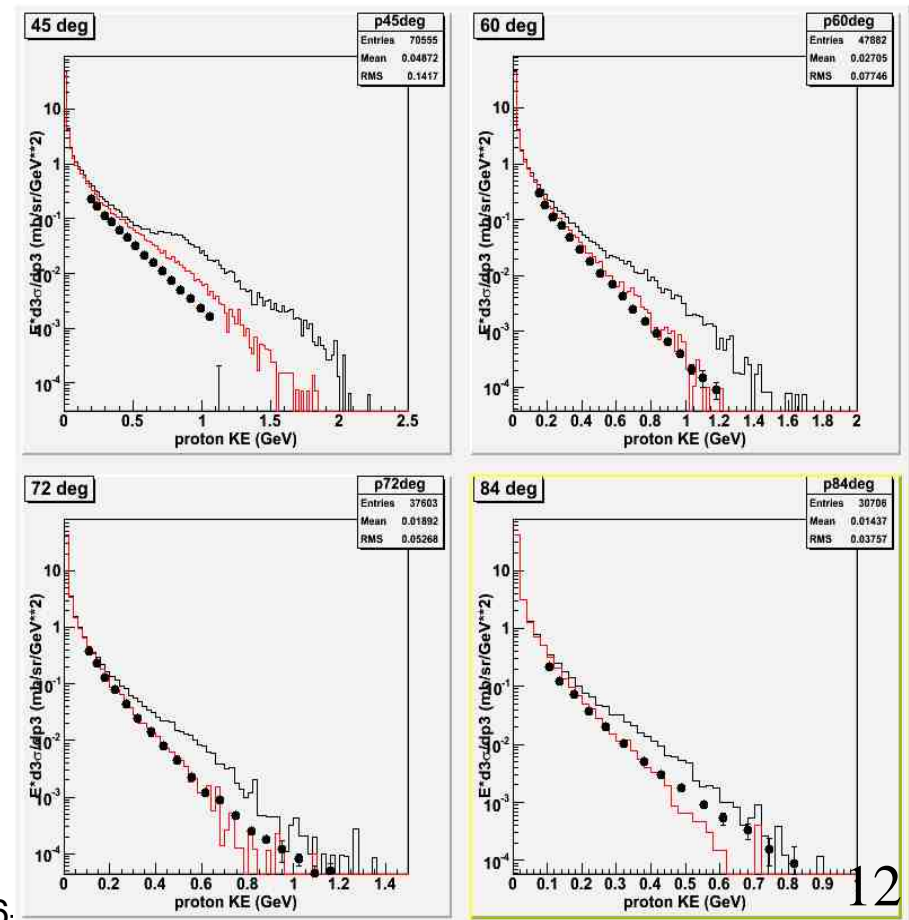 45 deg
p45deg
Entries 70555
Mean 0.04872
RMS 0.1417
E*d3σ/dp3 (mb/sr/GeV**2)
10
1
10-1
10-2
10-3
10-4
0 0.5 1 1.5 2 2.5
proton KE (GeV)
60 deg
p60deg
Entries 47882
Mean 0.02705
RMS 0.07746
E*d3σ/dp3 (mb/sr/GeV**2)
10
1
10-1
10-2
10-3
10-4
0 0.2 0.4 0.6 0.8 1 1.2 1.4 1.6 1.8 2
proton KE (GeV)
72 deg
p72deg
Entries 37603
Mean 0.01892
RMS 0.05268
E*d3σ/dp3 (mb/sr/GeV**2)
10
1
10-1
10-2
10-3
10-4
0 0.2 0.4 0.6 0.8 1 1.2 1.4
proton KE (GeV)
84 deg
p84deg
Entries 30706
Mean 0.01437
RMS 0.03757
E*d3σ/dp3 (mb/sr/GeV**2)
10
1
10-1
10-2
10-3
10-4
0 0.1 0.2 0.3 0.4 0.5 0.6 0.7 0.8 0.9
proton KE (GeV)
12